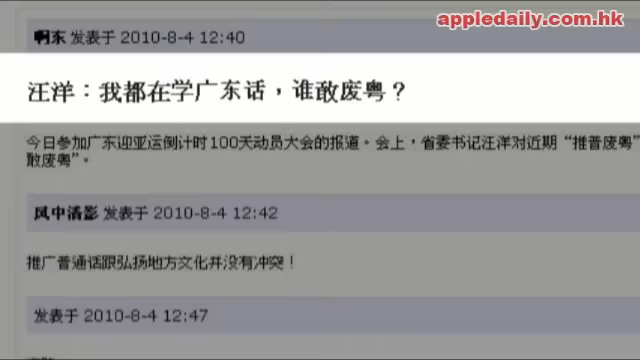 appledaily.com.hk
啊东 发表于 2010-8-4 12:40
汪洋：我都在学广东话，谁敢废粤？
今日参加广东迎亚运倒计时100天动员大会的报道。会上，省委书记汪洋对近期“推普废粤”
敢废粤”。
风中清影 发表于 2010-8-4 12:42
推广普通话跟弘扬地方文化并没有冲突！
发表于 2010-8-4 12:47